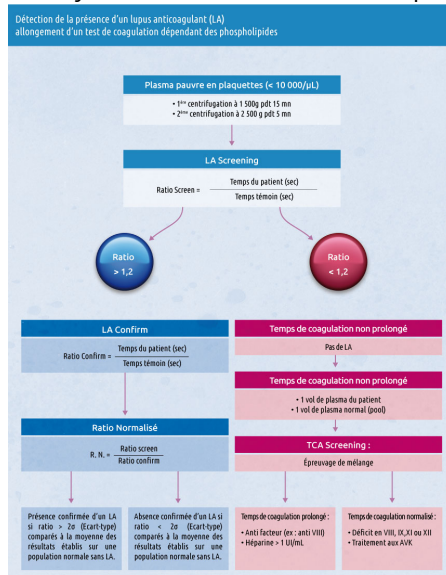 Détection de la présence d'un lupus anticoagulant (LA)
allongement d'un test de coagulation dépendant des phospholipides
Plasma pauvre en plaquettes (< 10 000/µL)
• 1ère centrifugation à 1 500g pdt 15 mn
• 2ème centrifugation à 2 500 g pdt 5 mn
LA Screening
Ratio Screen =
Temps du patient (sec)
Temps témoin (sec)
Ratio
> 1,2
Ratio
< 1,2
LA Confirm
Ratio Confirm =
Temps du patient (sec)
Temps témoin (sec)
Ratio Normalisé
R. N. =
Ratio screen
Ratio confirm
Présence confirmée d'un LA
si ratio > 2σ (Ecart-type)
comparés à la moyenne des
résultats établis sur une
population normale sans LA.
Absence confirmée d'un LA si
ratio < 2σ (Ecart-type)
comparés à la moyenne des
résultats établis sur une
population normale sans LA.
Temps de coagulation non prolongé
Pas de LA
Temps de coagulation non prolongé
• 1 vol de plasma du patient
• 1 vol de plasma normal (pool)
TCA Screening :
Épreuvage de mélange
Temps de coagulation prolongé :
• Anti facteur (ex : anti VIII)
• Héparine > 1 UI/mL
Temps de coagulation normalisé :
• Déficit en VIII, IX,XI ou XII
• Traitement aux AVK